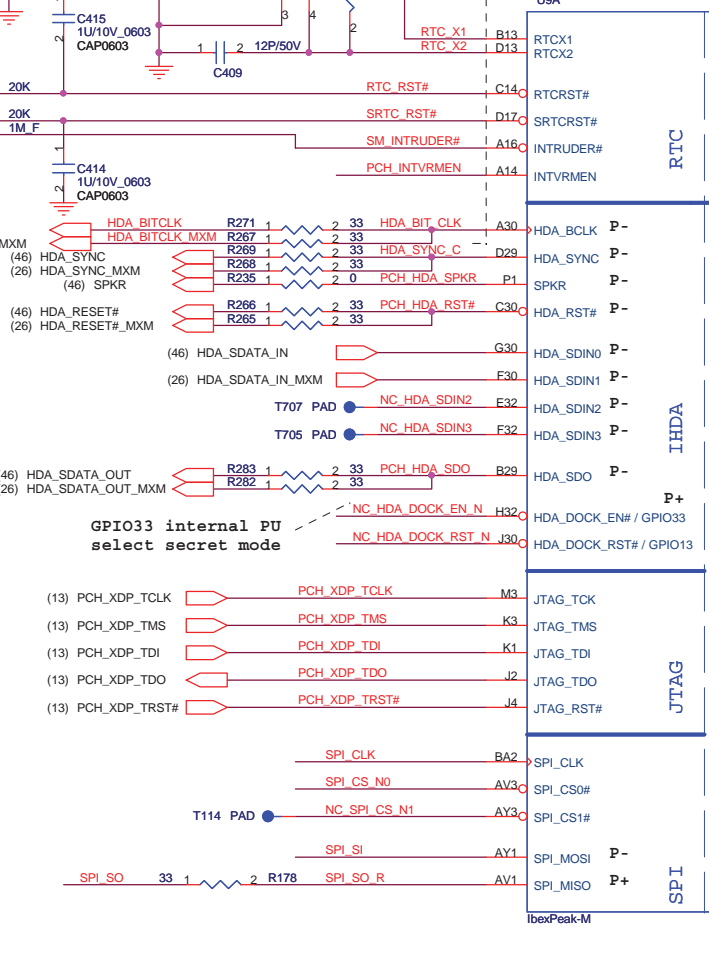 U9A
C415
1U/10V_0603
CAP0603
2
3
4
2
1
2
12P/50V
C409
RTC_X1
B13
RTCX1
RTC_X2
D13
RTCX2
20K
RTC_RST#
C14
RTCRST#
20K
SRTC_RST#
D17
SRTCRST#
1M_F
SM_INTRUDER#
A16
INTRUDER#
PCH_INTVRMEN
A14
INTVRMEN
RTC
1
C414
1U/10V_0603
CAP0603
2
HDA_BITCLK
R271
1
2
33
HDA_BIT_CLK
A30
HDA_BCLK
P-
MXM
HDA_BITCLK_MXM
R267
1
2
33
(46) HDA_SYNC
R269
1
2
33
HDA_SYNC_C
D29
HDA_SYNC
P-
(26) HDA_SYNC_MXM
R268
1
2
33
(46) SPKR
R235
1
2
0
PCH_HDA_SPKR
P1
SPKR
P-
(46) HDA_RESET#
R266
1
2
33
PCH_HDA_RST#
C30
HDA_RST#
P-
(26) HDA_RESET#_MXM
R265
1
2
33
(46) HDA_SDATA_IN
G30
HDA_SDIN0
P-
(26) HDA_SDATA_IN_MXM
F30
HDA_SDIN1
P-
T707 PAD
NC_HDA_SDIN2
E32
HDA_SDIN2
P-
T705 PAD
NC_HDA_SDIN3
F32
HDA_SDIN3
P-
IHDA
46) HDA_SDATA_OUT
R283
1
2
33
PCH_HDA_SDO
B29
HDA_SDO
P-
26) HDA_SDATA_OUT_MXM
R282
1
2
33
P+
NC_HDA_DOCK_EN_N
H32
HDA_DOCK_EN# / GPIO33
GPIO33 internal PU
select secret mode
NC_HDA_DOCK_RST_N
J30
HDA_DOCK_RST# / GPIO13
(13) PCH_XDP_TCLK
PCH_XDP_TCLK
M3
JTAG_TCK
(13) PCH_XDP_TMS
PCH_XDP_TMS
K3
JTAG_TMS
(13) PCH_XDP_TDI
PCH_XDP_TDI
K1
JTAG_TDI
(13) PCH_XDP_TDO
PCH_XDP_TDO
J2
JTAG_TDO
(13) PCH_XDP_TRST#
PCH_XDP_TRST#
J4
JTAG_RST#
JTAG
SPI_CLK
BA2
SPI_CLK
SPI_CS_N0
AV3
SPI_CS0#
T114 PAD
NC_SPI_CS_N1
AY3
SPI_CS1#
SPI_SI
AY1
SPI_MOSI
P-
SPI_SO
33
1
2
R178
SPI_SO_R
AV1
SPI_MISO
P+
SPI
IbexPeak-M